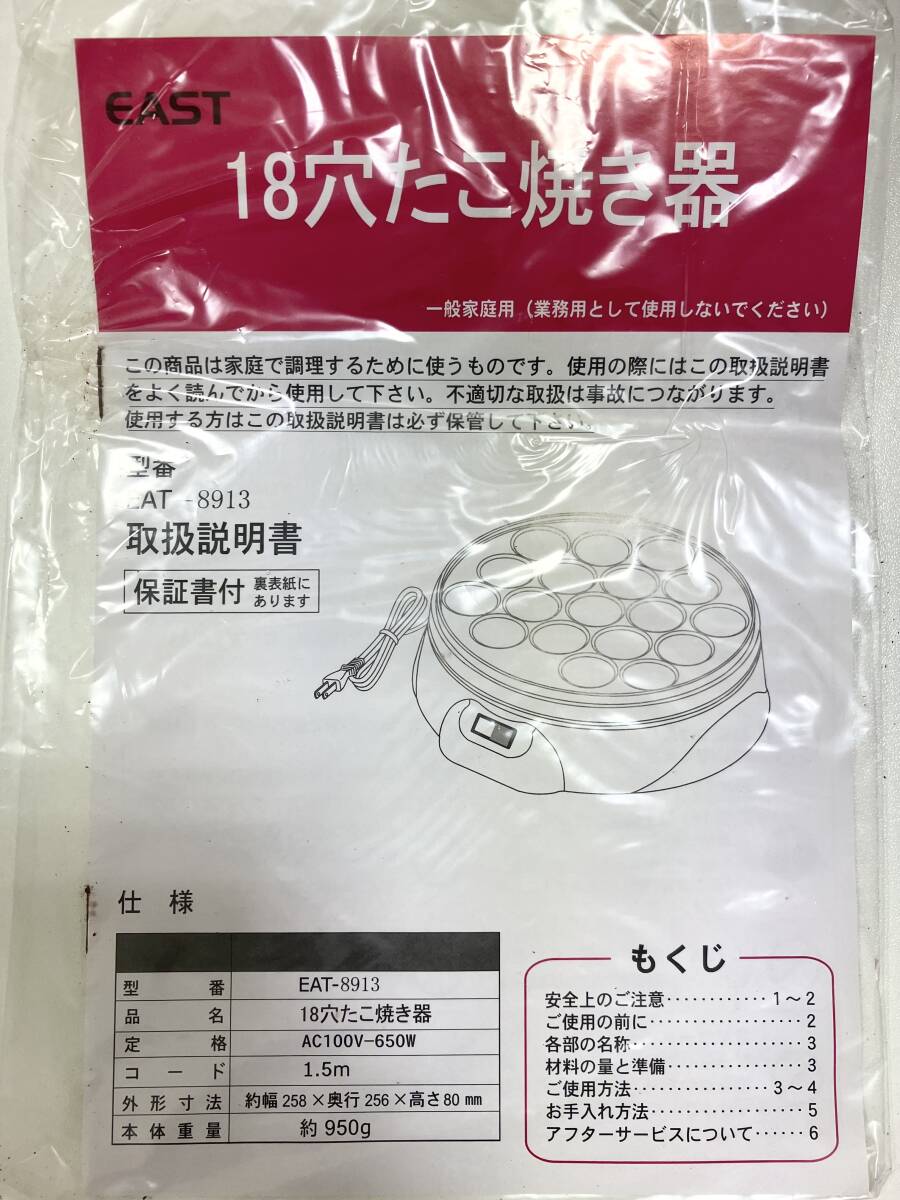 EAST
18穴たこ焼き器
一般家庭用（業務用として使用しないでください）
この商品は家庭で調理するために使うものです。使用の際にはこの取扱説明書
をよく読んでから使用して下さい。不適切な取扱は事故につながります。
使用する方はこの取扱説明書は必ず保管して下さい。
型番
EAT-8913
取扱説明書
保証書付 裏表紙に
あります
仕 様
型番 EAT-8913
品名 18穴たこ焼き器
定格 AC100V-650W
コード 1.5m
外形寸法 約幅258×奥行256×高さ80mm
本体重量 約950g
もくじ
安全上のご注意‥‥‥‥‥‥1～2
ご使用の前に‥‥‥‥‥‥‥‥‥2
各部の名称‥‥‥‥‥‥‥‥‥‥3
材料の量と準備‥‥‥‥‥‥‥‥3
ご使用方法‥‥‥‥‥‥‥‥3～4
お手入れ方法‥‥‥‥‥‥‥‥‥5
アフターサービスについて‥‥‥6